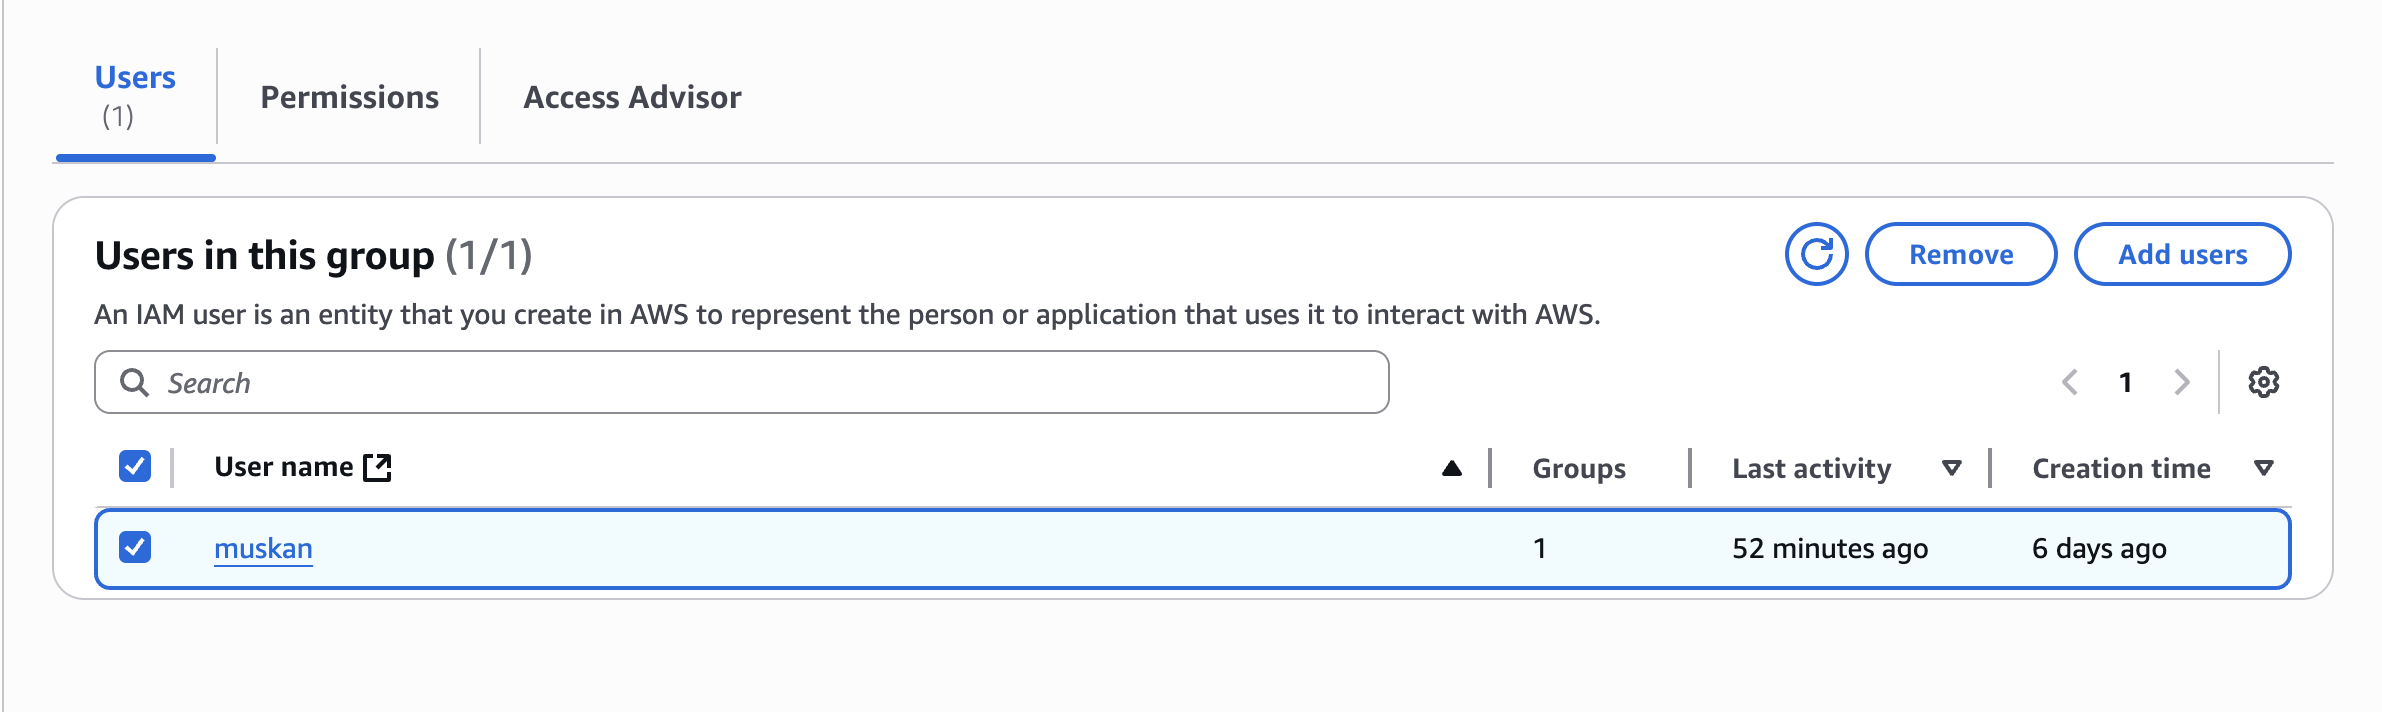 Users
(1)
Permissions
Access Advisor
Users in this group (1/1)
Remove
Add users
An IAM user is an entity that you create in AWS to represent the person or application that uses it to interact with AWS.
Search
1
User name
Groups
Last activity
Creation time
muskan
1
52 minutes ago
6 days ago